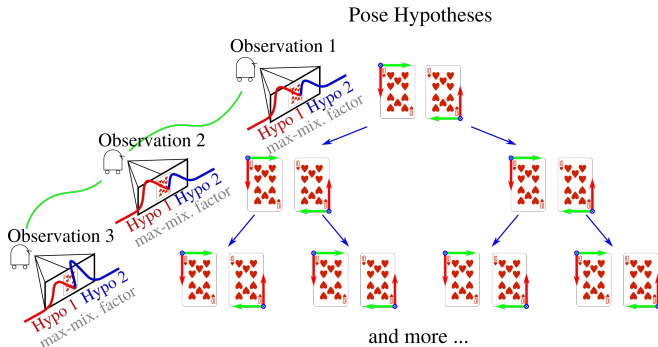 Pose Hypotheses
Observation 1
Hypo 1 Hypo 2
max-mix. factor
Observation 2
Hypo 1 Hypo 2
max-mix. factor
Observation 3
Hypo 1 Hypo 2
max-mix. factor
and more ...